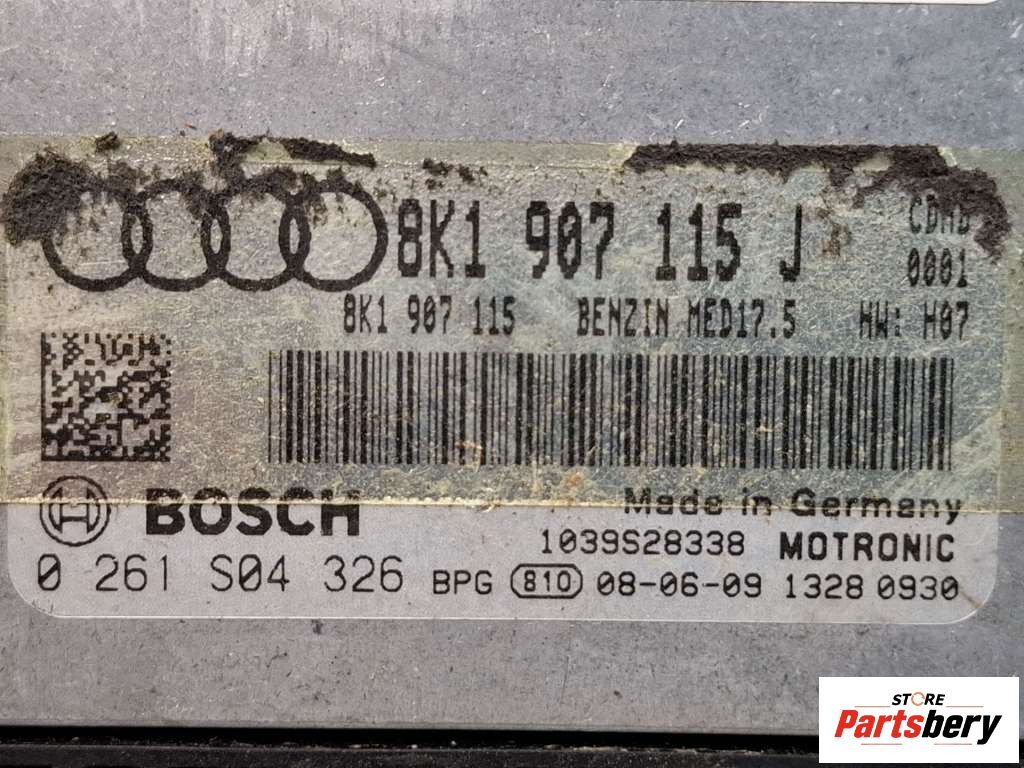 8K1 907 115 J
0001
8K1 907 115 BENZIN MED17.5 HW: H07
BOSCH Made in Germany
1039S28338 MOTRONIC
0 261 S04 326 BPG 810 08-06-09 1328 0930
STORE
Partsbery